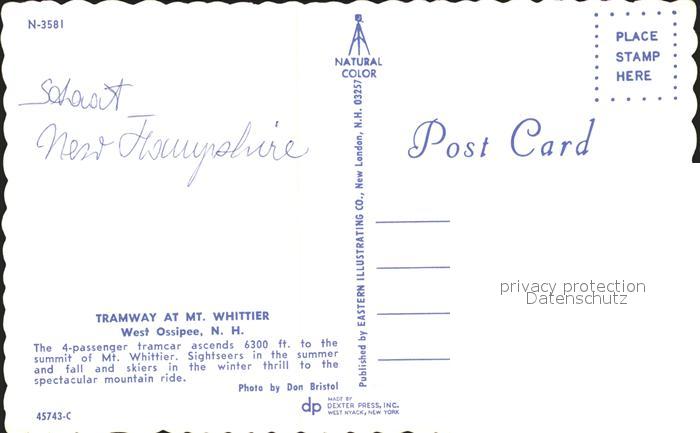 N-3581
New Hampshire
TRAMWAY AT MT. WHITTIER
West Ossipee, N. H.
The 4-passenger tramcar ascends 6300 ft. to the
summit of Mt. Whittier. Sightseers in the summer
and fall and skiers in the winter thrill to the
spectacular mountain ride.
Photo by Don Bristol
45743-C
NATURAL
COLOR
Published by EASTERN ILLUSTRATING CO., New London, N.H. 03257
dp
MADE BY
DEXTER PRESS, INC.
WEST NYACK, NEW YORK
PLACE
STAMP
HERE
Post Card
privacy protection
Datenschutz